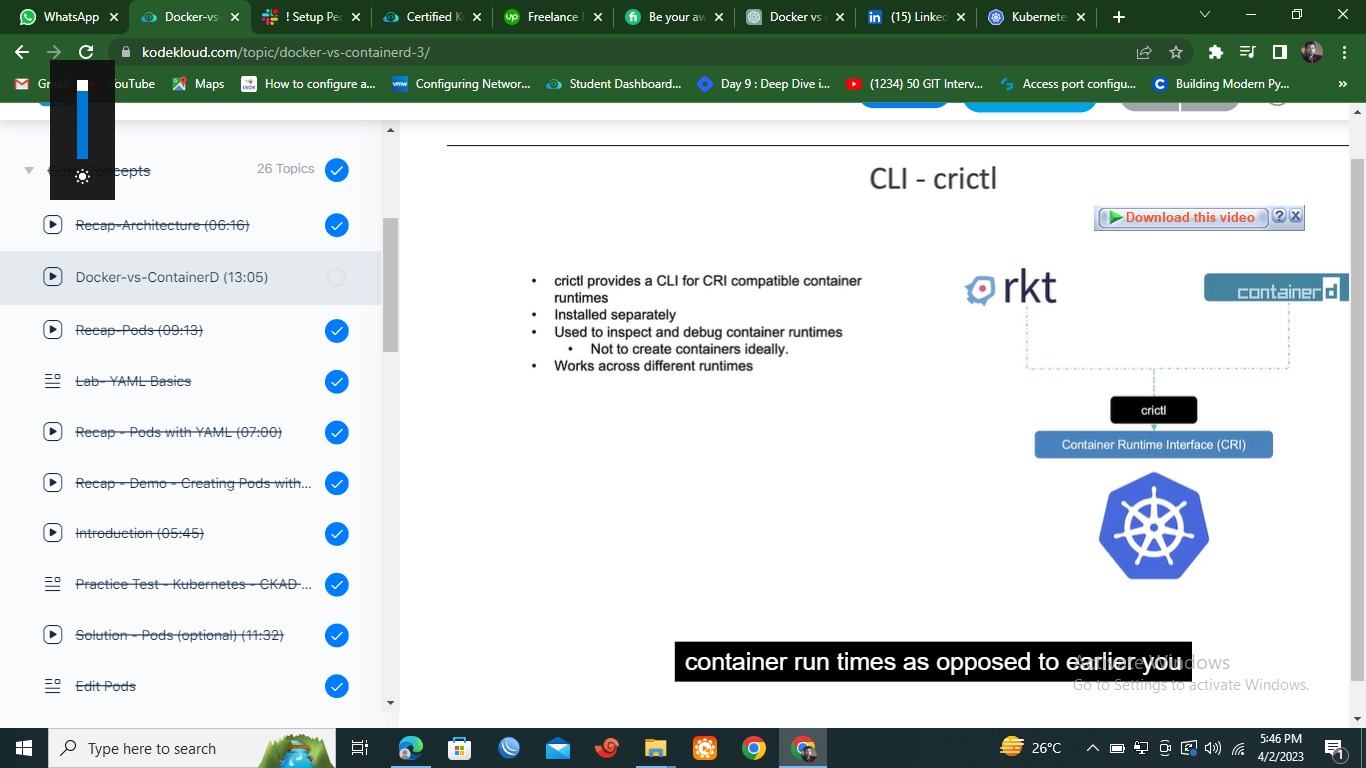 WhatsApp
Docker-vs-
! Setup Pec
Certified K
Freelance
Be your aw
Docker vs
(15) Linked
Kubernete
kodekloud.com/topic/docker-vs-containerd-3/
YouTube
Maps
How to configure a...
Configuring Networ...
Student Dashboard...
Day 9 : Deep Dive i...
(1234) 50 GIT Interv...
Access port configu...
Building Modern Py...
»
26 Topics
Recap-Architecture (06:16)
Docker-vs-ContainerD (13:05)
Recap-Pods (09:13)
Lab- YAML Basics
Recap - Pods with YAML (07:00)
Recap - Demo - Creating Pods with...
Introduction (05:45)
Practice Test - Kubernetes - CKAD ...
Solution - Pods (optional) (11:32)
Edit Pods
CLI - crictl
Download this video
• crictl provides a CLI for CRI compatible container
runtimes
• Installed separately
• Used to inspect and debug container runtimes
• Not to create containers ideally.
• Works across different runtimes
rkt
containerd
crictl
Container Runtime Interface (CRI)
container run times as opposed to earlier you
Activate Windows
Go to Settings to activate Windows.
Type here to search
26°C
5:46 PM
4/2/2023
1